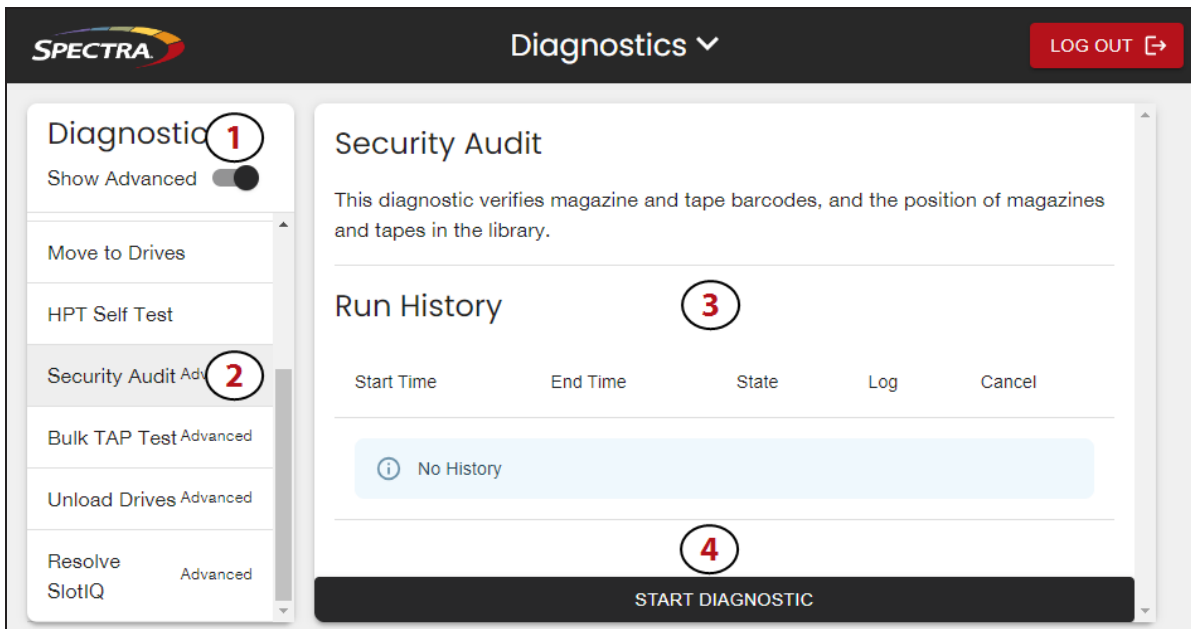 SPECTRA
Diagnostics
LOG OUT
Diagnostic
1
Show Advanced
Move to Drives
HPT Self Test
Security Audit Adv
2
Bulk TAP Test Advanced
Unload Drives Advanced
Resolve
SlotIQ
Advanced
Security Audit
This diagnostic verifies magazine and tape barcodes, and the position of magazines
and tapes in the library.
Run History
3
Start Time End Time State Log Cancel
No History
4
START DIAGNOSTIC